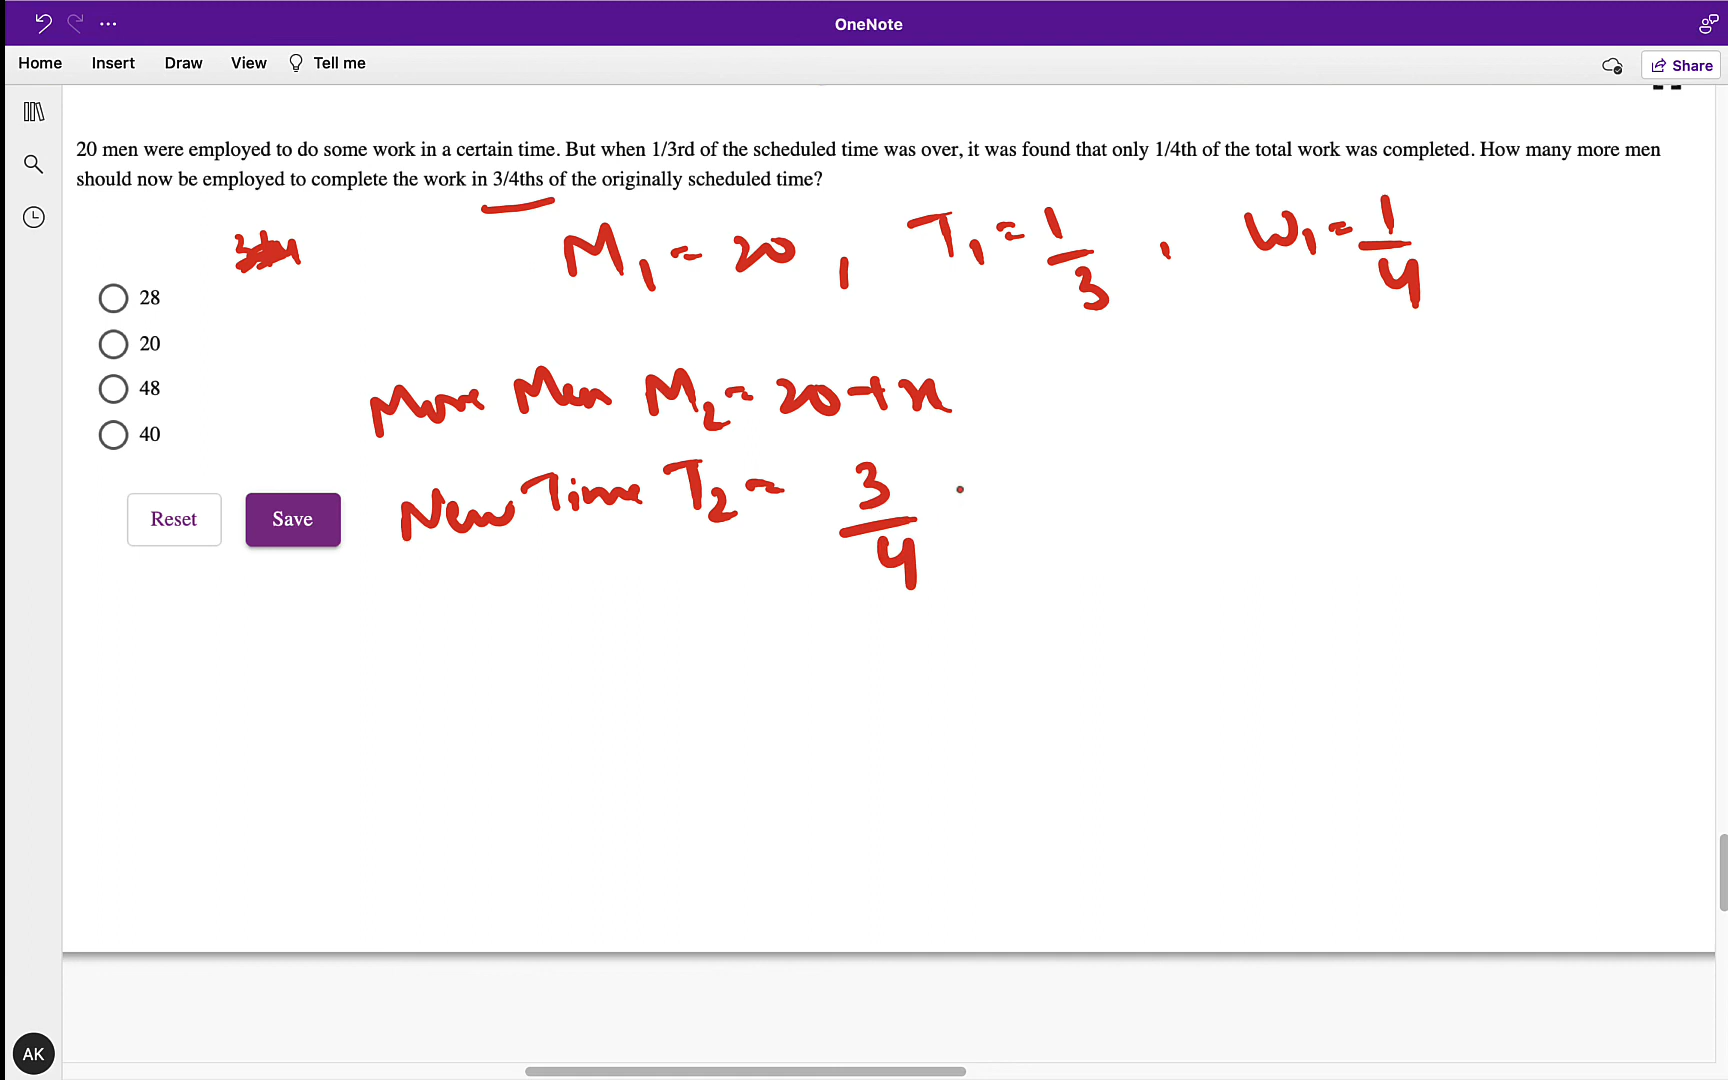 OneNote
Home Insert Draw View Tell me
Share
20 men were employed to do some work in a certain time. But when 1/3rd of the scheduled time was over, it was found that only 1/4th of the total work was completed. How many more men
should now be employed to complete the work in 3/4ths of the originally scheduled time?
M₁ = 20 , T₁ = 1/3 , W₁ = 1/4
28
20
48
More Men M₂ = 20 + x
40
New Time T₂ = 3/4
Reset Save
AK